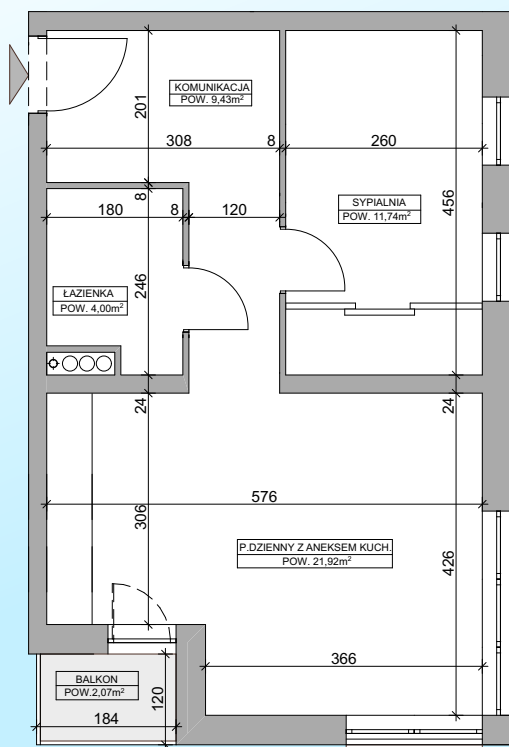 KOMUNIKACJA
POW. 9,43m²
201
308
8
260
SYPIALNIA
POW. 11,74m²
456
180
8
8
120
246
ŁAZIENKA
POW. 4,00m²
24
24
576
306
P.DZIENNY Z ANEKSEM KUCH.
POW. 21,92m²
426
366
BALKON
POW.2,07m²
120
184